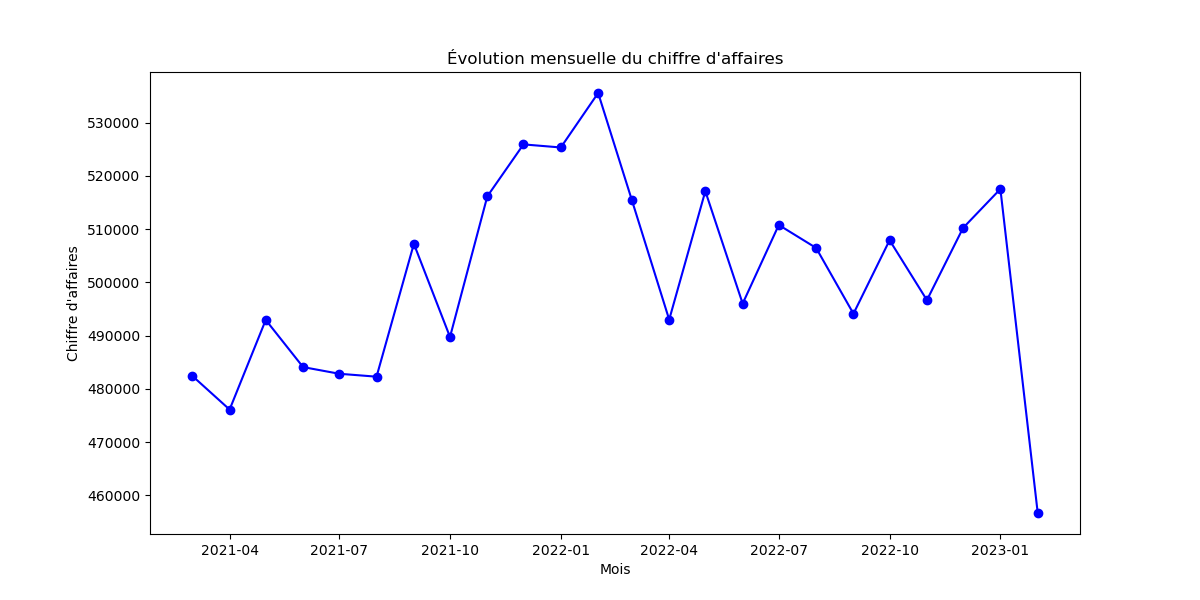 Évolution mensuelle du chiffre d'affaires
Chiffre d'affaires
530000
520000
510000
500000
490000
480000
470000
460000
2021-04 2021-07 2021-10 2022-01 2022-04 2022-07 2022-10 2023-01
Mois